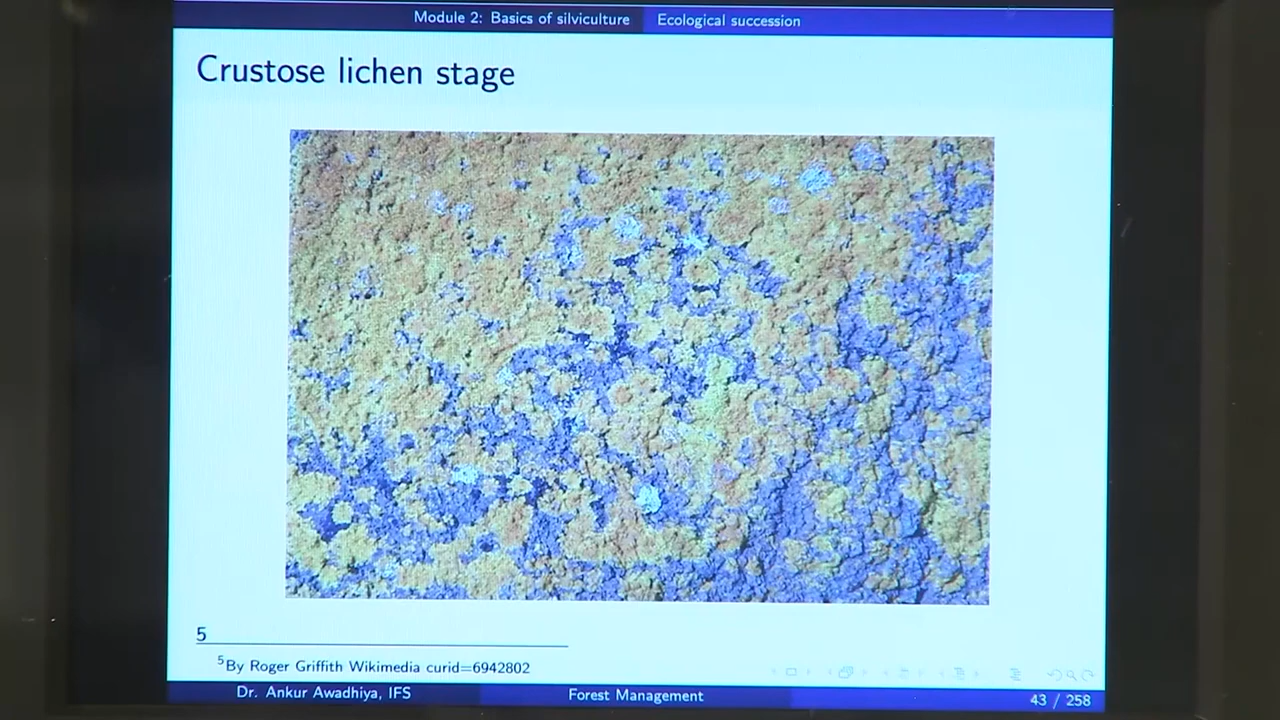 Module 2: Basics of silviculture Ecological succession
Crustose lichen stage
5
5By Roger Griffith Wikimedia curid=6942802
Dr. Ankur Awadhiya, IFS Forest Management 43 / 258